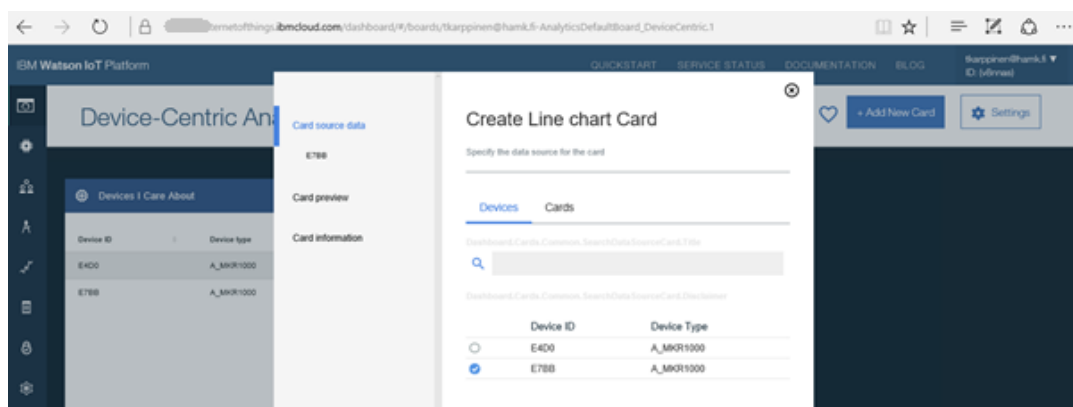 ternetofthings.ibmcloud.com/dashboard/#/boards/tkarppinen@hamk.fi-AnalyticsDefaultBoard_DeviceCentric.1
IBM Watson IoT Platform
QUICKSTART SERVICE STATUS DOCUMENTATION BLOG
tkarppinen@hamk.fi
Device-Centric An
+ Add New Card
Settings
Devices I Care About
Device ID Device type
E4D0 A_MKR1000
E7BB A_MKR1000
Card source data
E7BB
Card preview
Card information
Create Line chart Card
Specify the data source for the card
Devices Cards
Dashboard.Cards.Common.SearchDataSourceCard.Title
Dashboard.Cards.Common.SearchDataSourceCard.Disclaimer
Device ID Device Type
E4D0 A_MKR1000
E7BB A_MKR1000